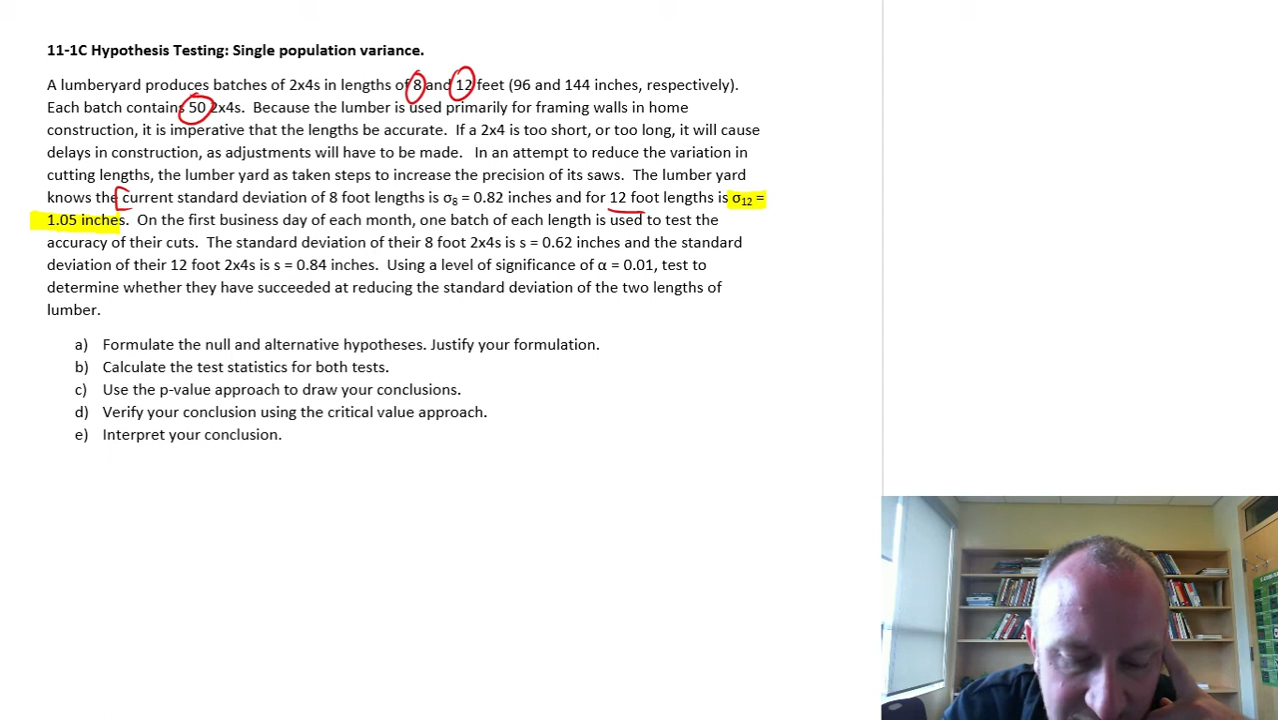 11-1C Hypothesis Testing: Single population variance.
A lumberyard produces batches of 2x4s in lengths of 8 and 12 feet (96 and 144 inches, respectively).
Each batch contains 50 2x4s.  Because the lumber is used primarily for framing walls in home
construction, it is imperative that the lengths be accurate.  If a 2x4 is too short, or too long, it will cause
delays in construction, as adjustments will have to be made.   In an attempt to reduce the variation in
cutting lengths, the lumber yard as taken steps to increase the precision of its saws.  The lumber yard
knows the current standard deviation of 8 foot lengths is σ₈ = 0.82 inches and for 12 foot lengths is σ₁₂ =
1.05 inches.  On the first business day of each month, one batch of each length is used to test the
accuracy of their cuts.  The standard deviation of their 8 foot 2x4s is s = 0.62 inches and the standard
deviation of their 12 foot 2x4s is s = 0.84 inches.  Using a level of significance of α = 0.01, test to
determine whether they have succeeded at reducing the standard deviation of the two lengths of
lumber.
a) Formulate the null and alternative hypotheses. Justify your formulation.
b) Calculate the test statistics for both tests.
c) Use the p-value approach to draw your conclusions.
d) Verify your conclusion using the critical value approach.
e) Interpret your conclusion.